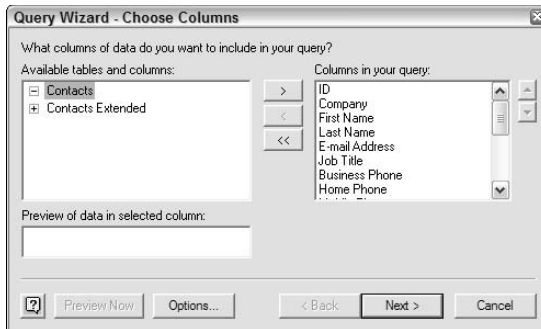 Query Wizard - Choose Columns
What columns of data do you want to include in your query?
Available tables and columns:
Columns in your query:
Contacts
Contacts Extended
>
<
<<
ID
Company
First Name
Last Name
E-mail Address
Job Title
Business Phone
Home Phone
Preview of data in selected column:
?
Preview Now
Options...
< Back
Next >
Cancel